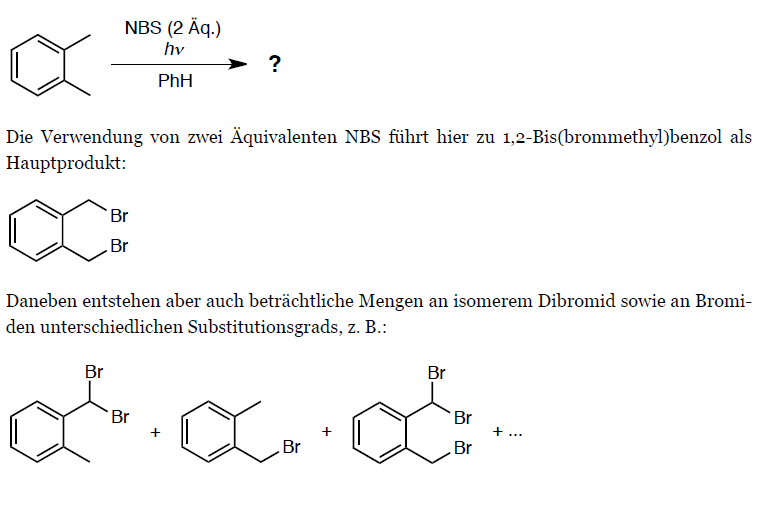 NBS (2 Äq.)
hν
PhH
?
Die Verwendung von zwei Äquivalenten NBS führt hier zu 1,2-Bis(brommethyl)benzol als
Hauptprodukt:
Br
Br
Daneben entstehen aber auch beträchtliche Mengen an isomerem Dibromid sowie an Bromi-
den unterschiedlichen Substitutionsgrads, z. B.:
Br
Br
+
Br
+
Br
Br
Br
+ ...